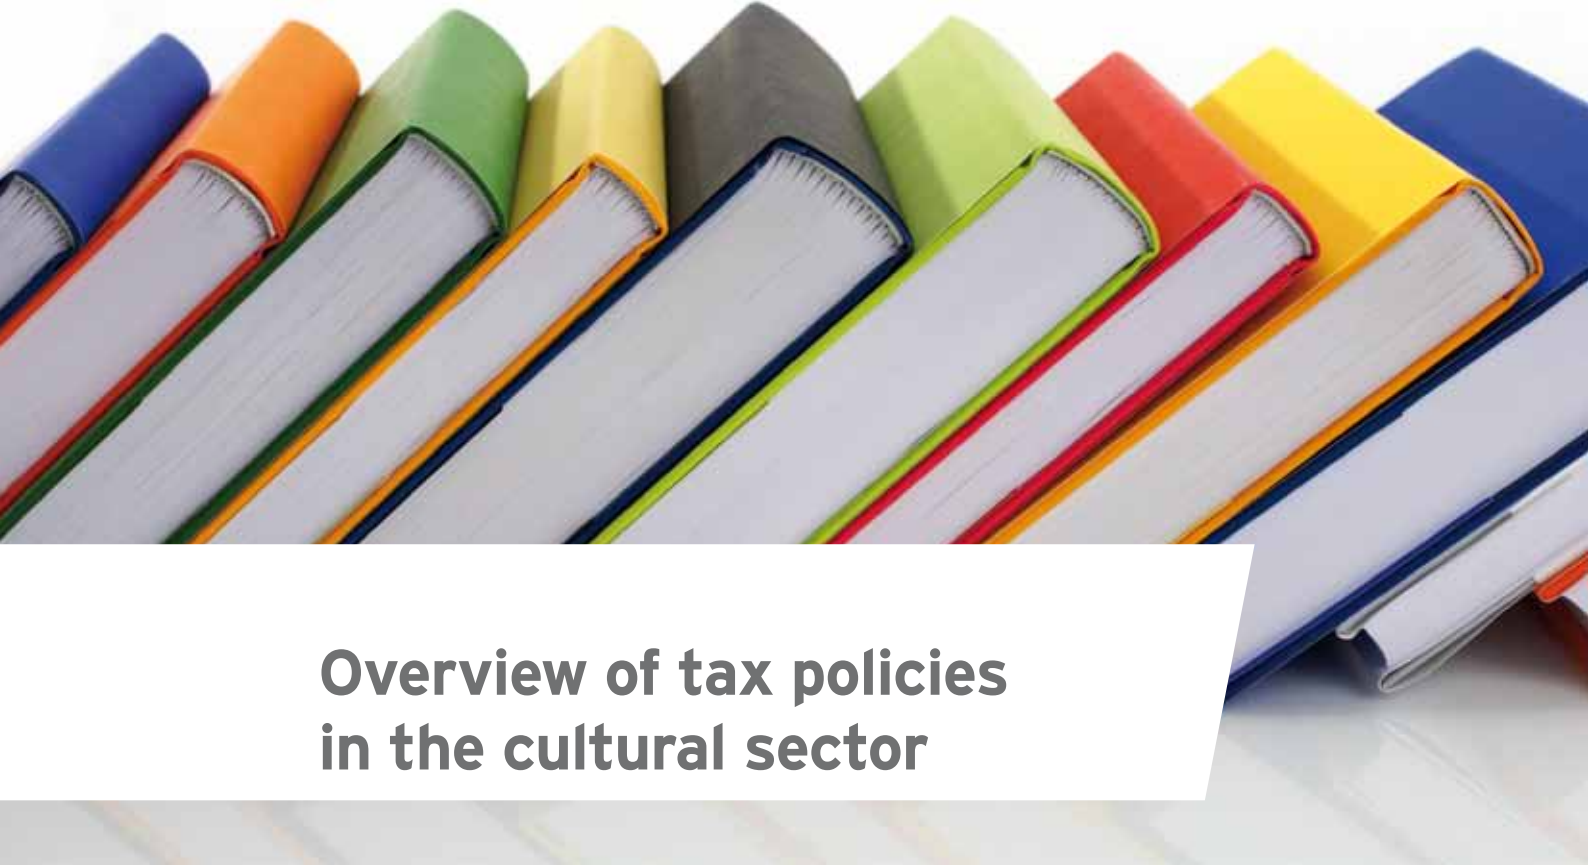 Overview of tax policies
in the cultural sector